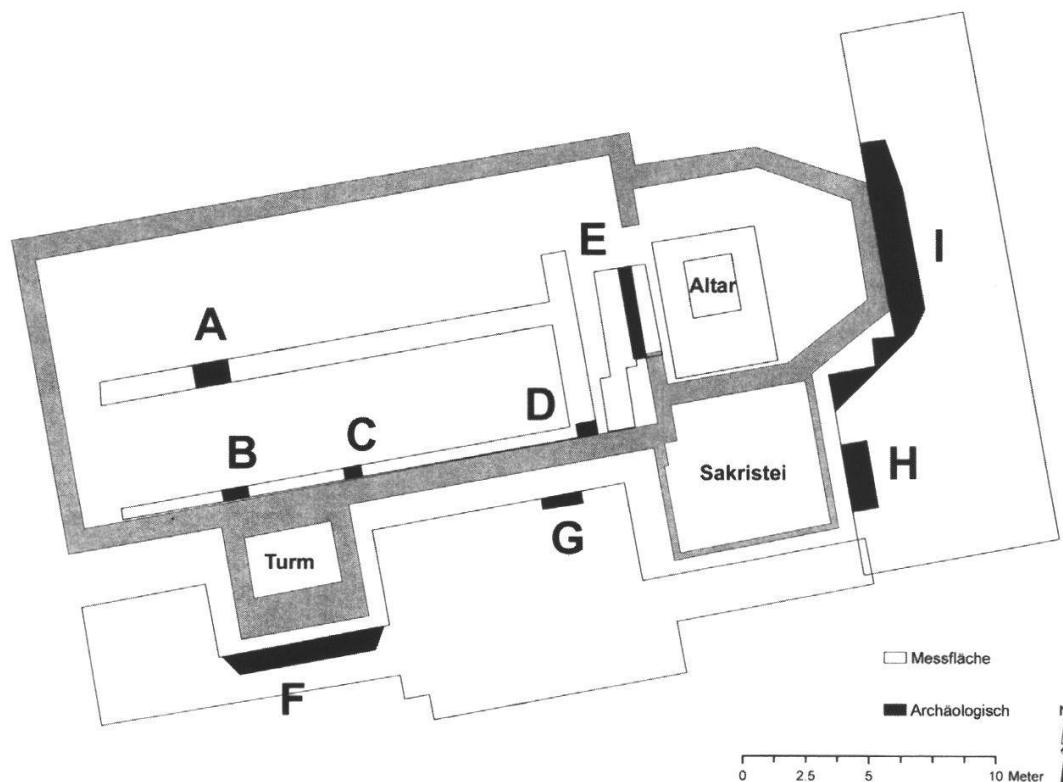 I
E
Altar
A
D
C
B
H
Sakristei
G
Turm
Messfläche
F
Archäologisch
0 2.5 5 10 Meter